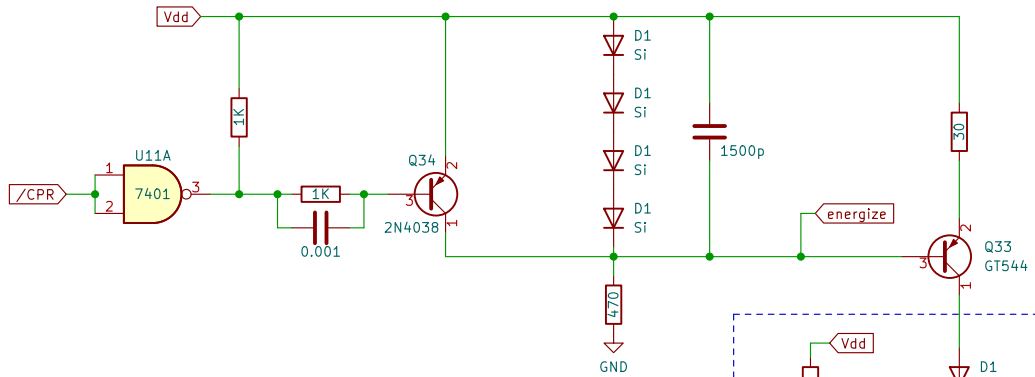 Vdd
D1
Si
D1
Si
1K
30
1500p
U11A
D1
Si
Q34
2
1
7401
3
/CPR
2
1K
3
2N4038
1
0.001
D1
Si
energize
2
Q33
3
GT544
1
470
GND
Vdd
D1